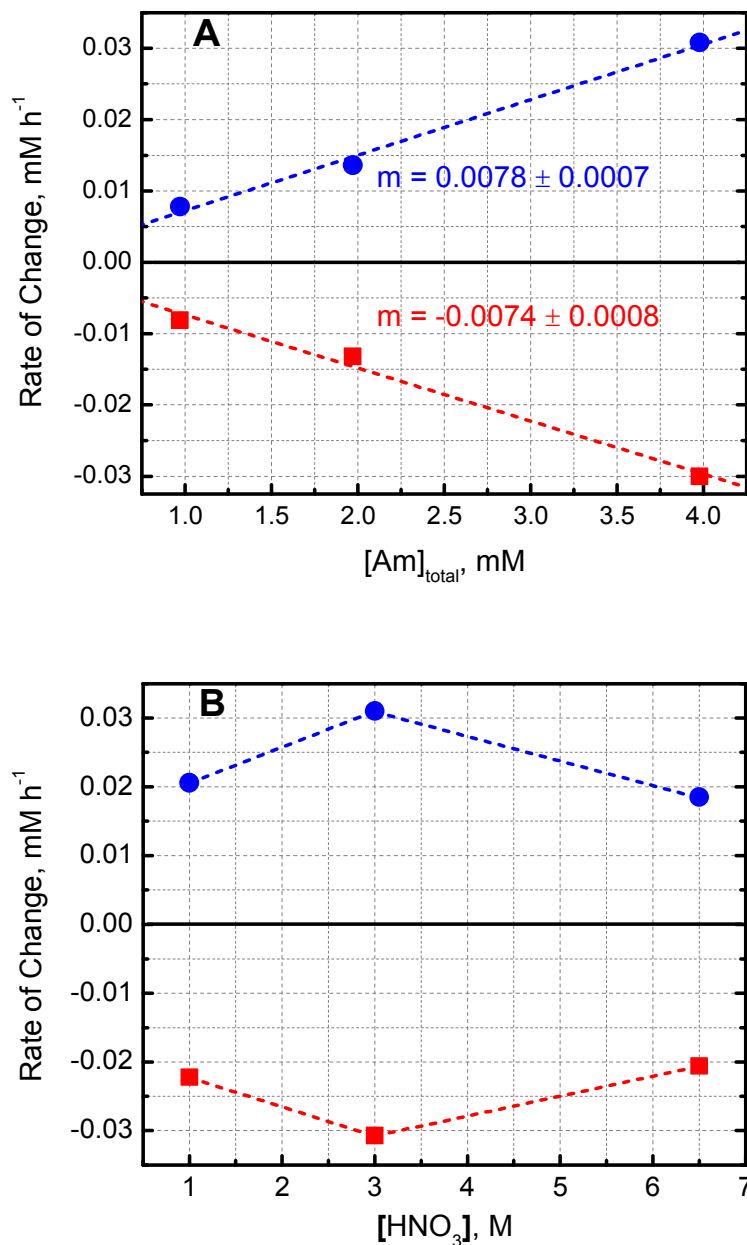 A
0.03
0.02
0.01
0.00
-0.01
-0.02
-0.03
Rate of Change, mM h-1
m = 0.0078 ± 0.0007
m = -0.0074 ± 0.0008
1.0 1.5 2.0 2.5 3.0 3.5 4.0
[Am]total, mM
B
0.03
0.02
0.01
0.00
-0.01
-0.02
-0.03
Rate of Change, mM h-1
1 2 3 4 5 6 7
[HNO3], M